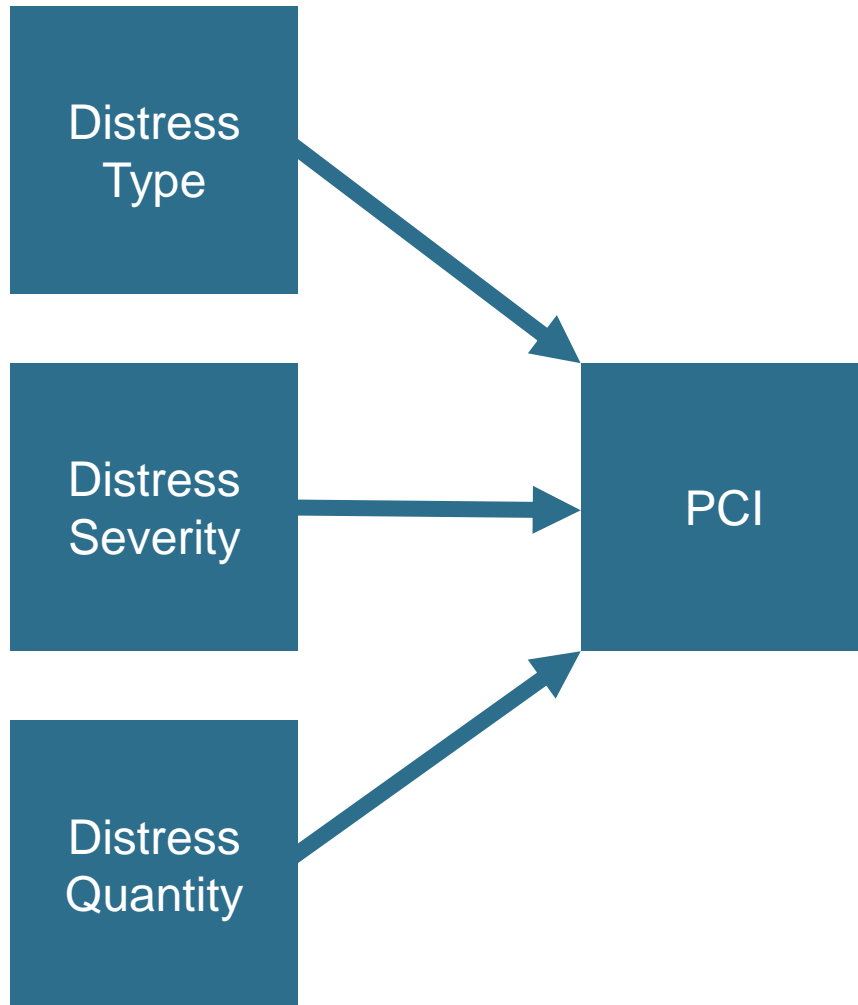 Distress
Type
Distress
Severity
PCI
Distress
Quantity